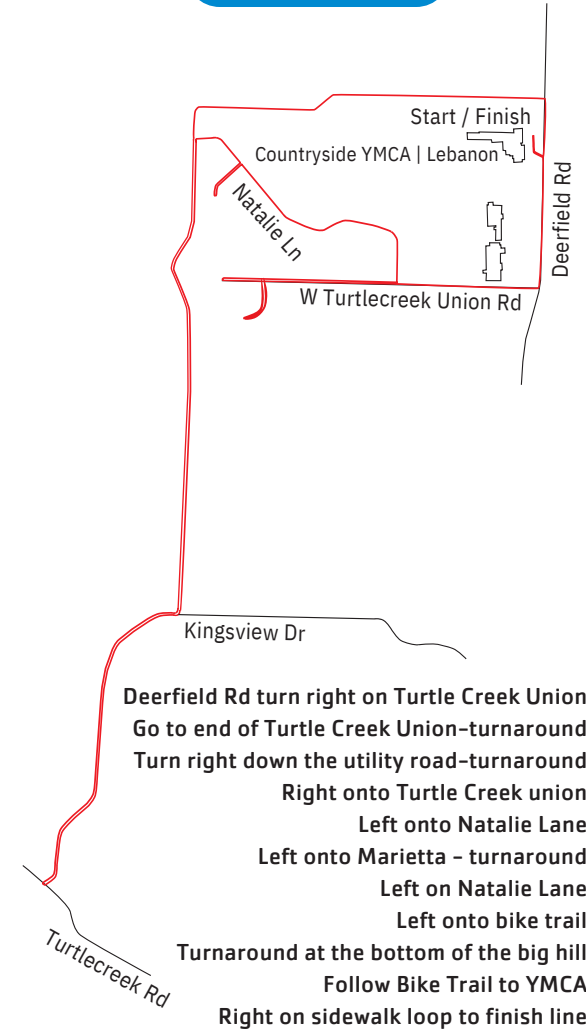 Start / Finish
Countryside YMCA | Lebanon
Deerfield Rd
Natalie Ln
W Turtlecreek Union Rd
Kingsview Dr
Deerfield Rd turn right on Turtle Creek Union
Go to end of Turtle Creek Union-turnaround
Turn right down the utility road-turnaround
Right onto Turtle Creek union
Left onto Natalie Lane
Left onto Marietta - turnaround
Left on Natalie Lane
Left onto bike trail
Turnaround at the bottom of the big hill
Follow Bike Trail to YMCA
Right on sidewalk loop to finish line
Turtlecreek Rd